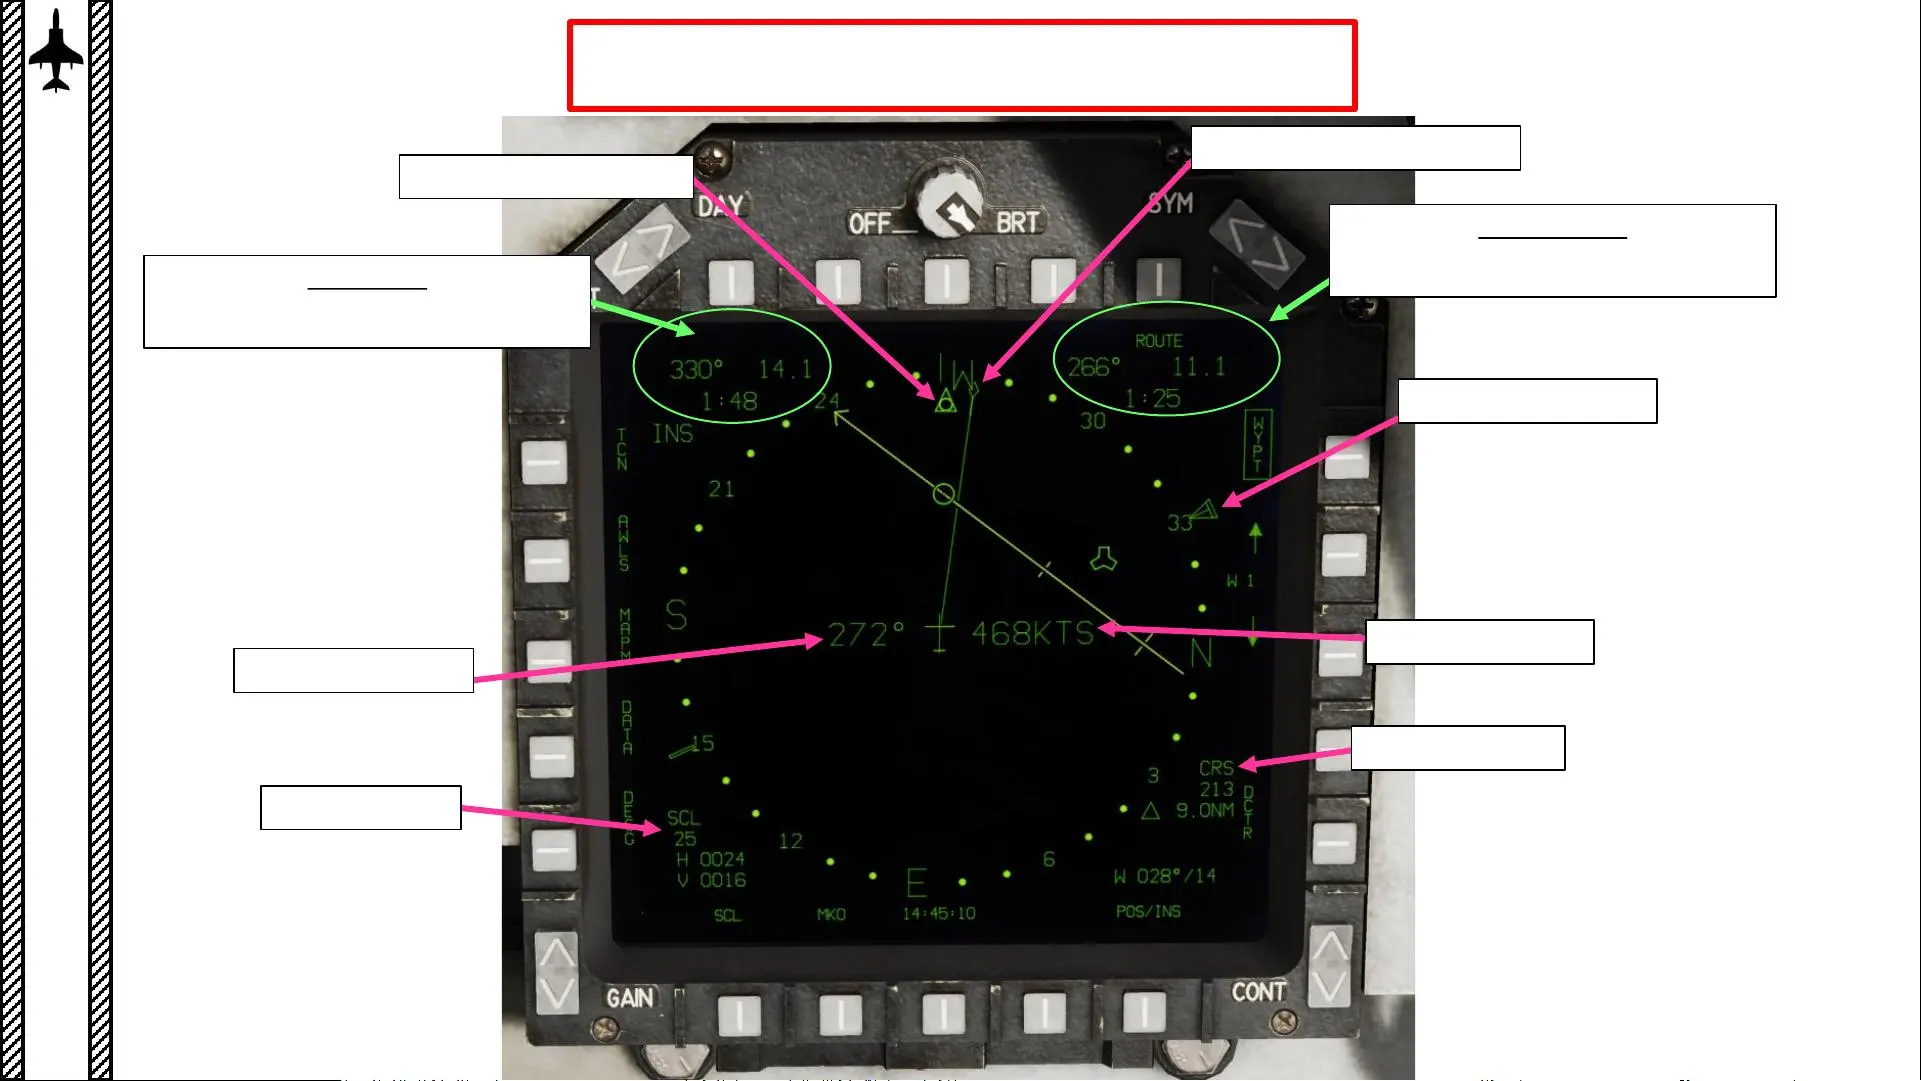 DAY
OFF
BRT
SYM
T
ROUTE
330° 14.1
1:48
266° 11.1
1:25
W
24
30
INS
TCN
WYPT
21
33
AWLS
W 1
S
MAPM
272°
468KTS
N
DATA
15
CRS
213
3
9.0NM
DCTR
DESG
SCL
25
H 0024
V 0016
12
6
E
W 028°/14
SCL
MKO
14:45:10
POS/INS
GAIN
CONT